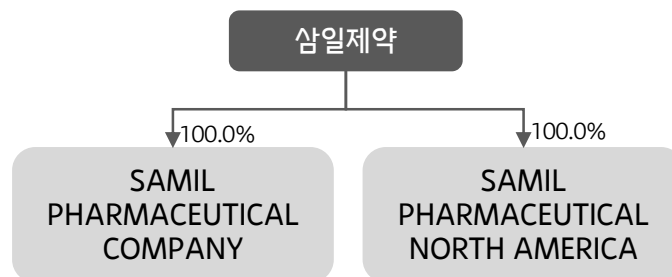 삼일제약
100.0%
100.0%
SAMIL
PHARMACEUTICAL
COMPANY
SAMIL
PHARMACEUTICAL
NORTH AMERICA